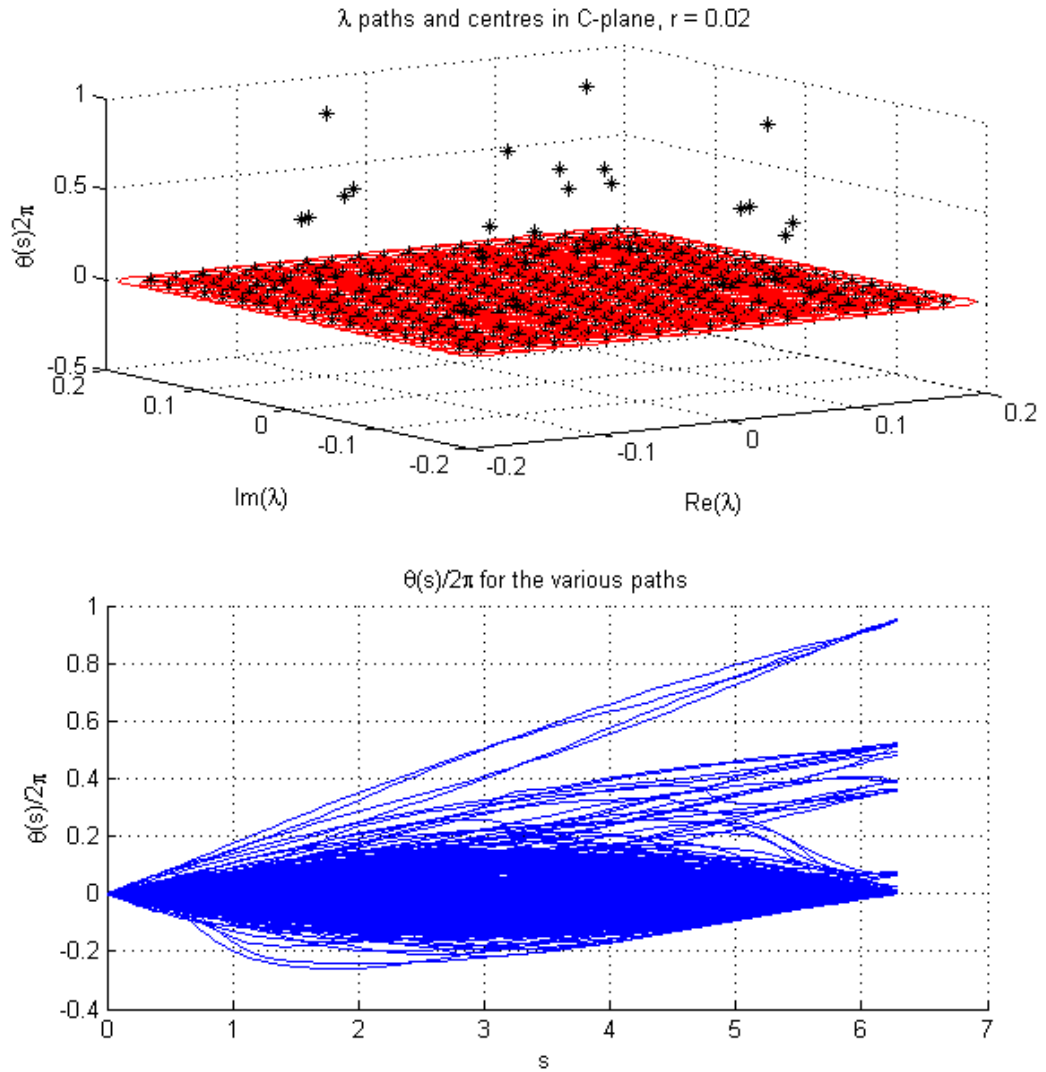 λ paths and centres in C-plane, r = 0.02
θ(s)2π
1
0.5
0
-0.5
0.2
0.1
0
-0.1
-0.2
Im(λ)
-0.2
-0.1
0
0.1
0.2
Re(λ)
θ(s)/2π for the various paths
θ(s)/2π
1
0.8
0.6
0.4
0.2
0
-0.2
-0.4
0 1 2 3 4 5 6 7
s